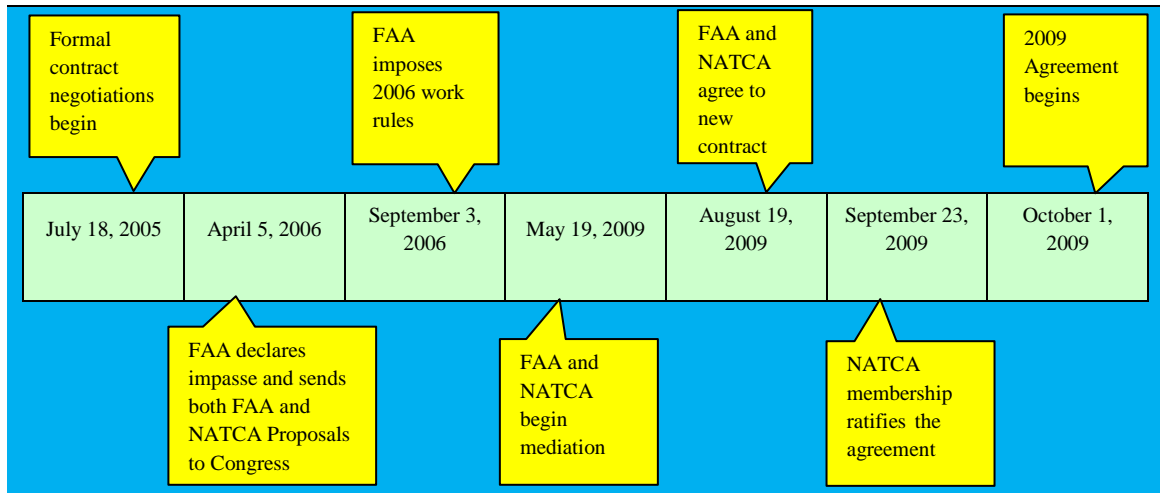 Formal
contract
negotiations
begin
FAA
imposes
2006 work
rules
FAA and
NATCA
agree to
new
contract
2009
Agreement
begins
July 18, 2005
April 5, 2006
September 3,
2006
May 19, 2009
August 19,
2009
September 23,
2009
October 1,
2009
FAA declares
impasse and sends
both FAA and
NATCA Proposals
to Congress
FAA and
NATCA
begin
mediation
NATCA
membership
ratifies the
agreement